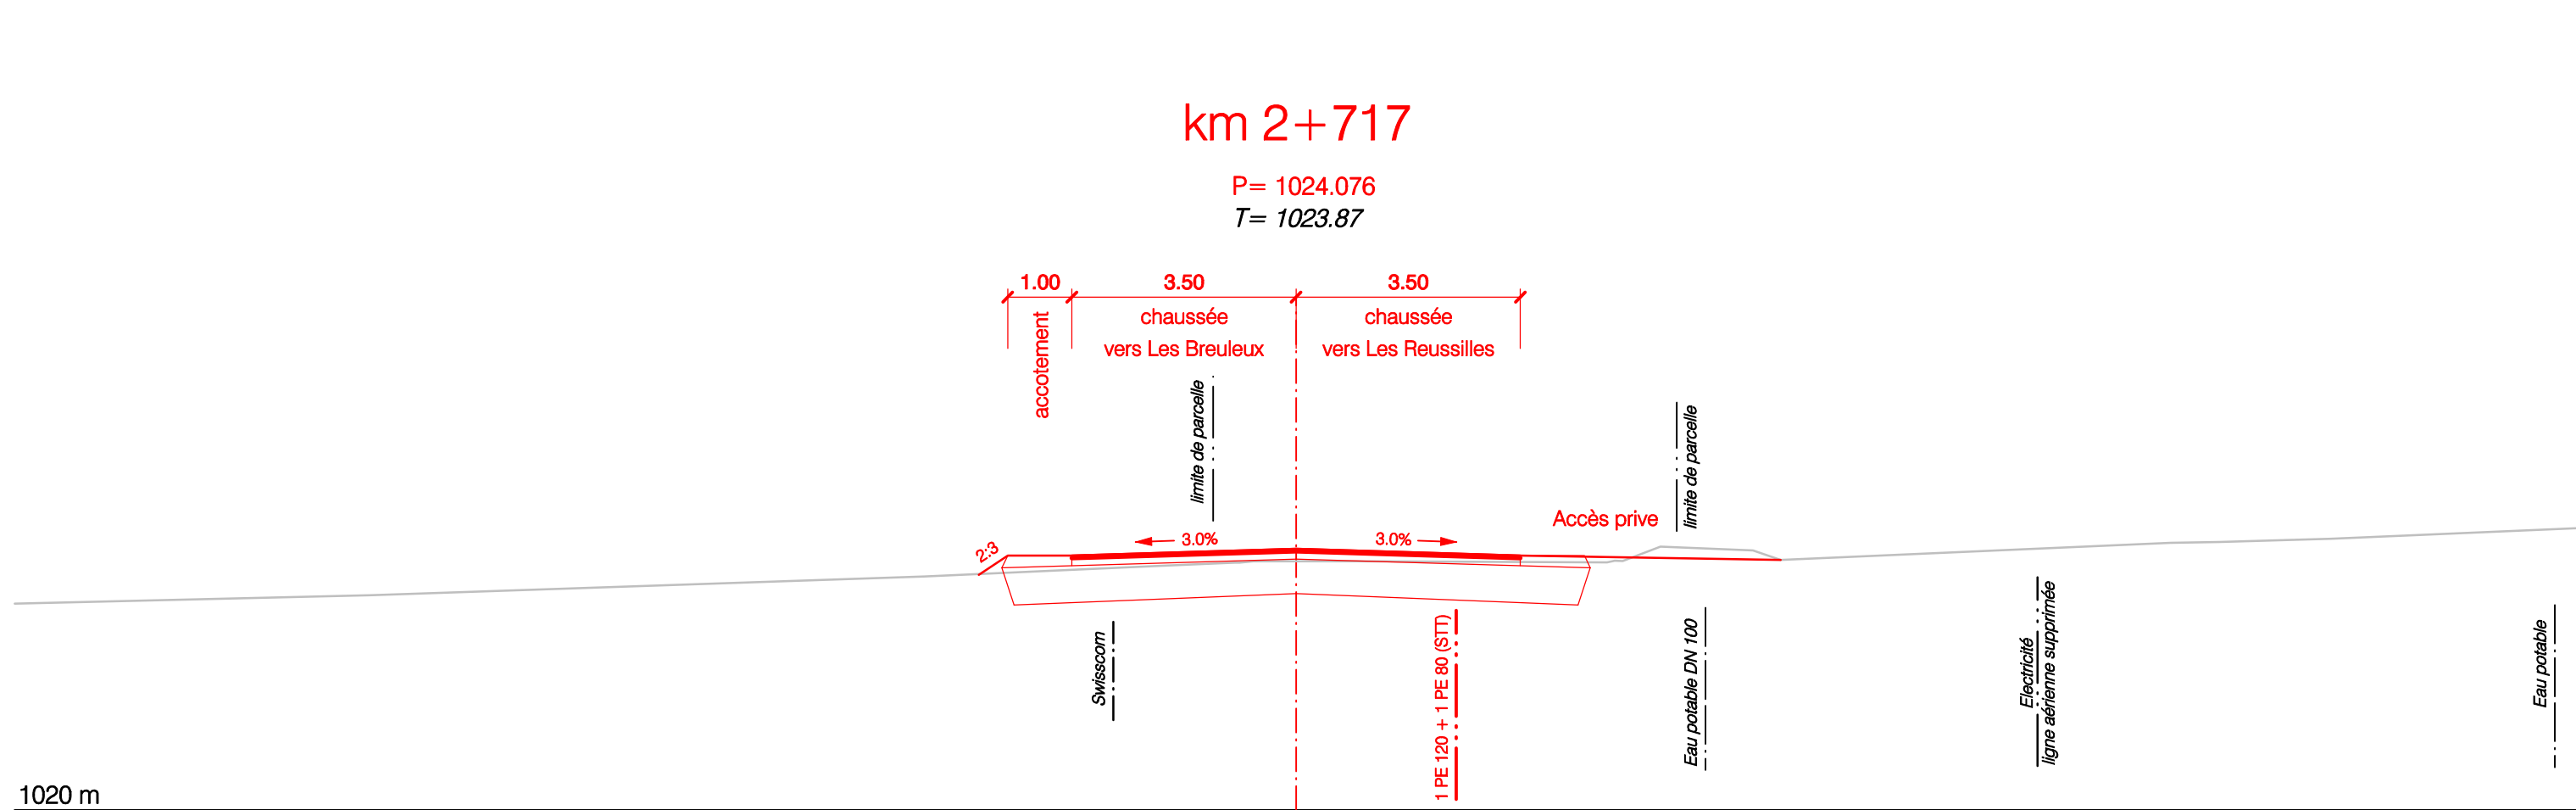 km 2+717
P= 1024.076
T= 1023.87
1.00
3.50
3.50
accotement
chaussée
vers Les Breuleux
chaussée
vers Les Reussilles
limite de parcelle
limite de parcelle
Accès prive
2:3
3.0%
3.0%
Swisscom
1 PE 120 + 1 PE 80 (STT)
Eau potable DN 100
Electricité
ligne aérienne supprimée
Eau potable
1020 m